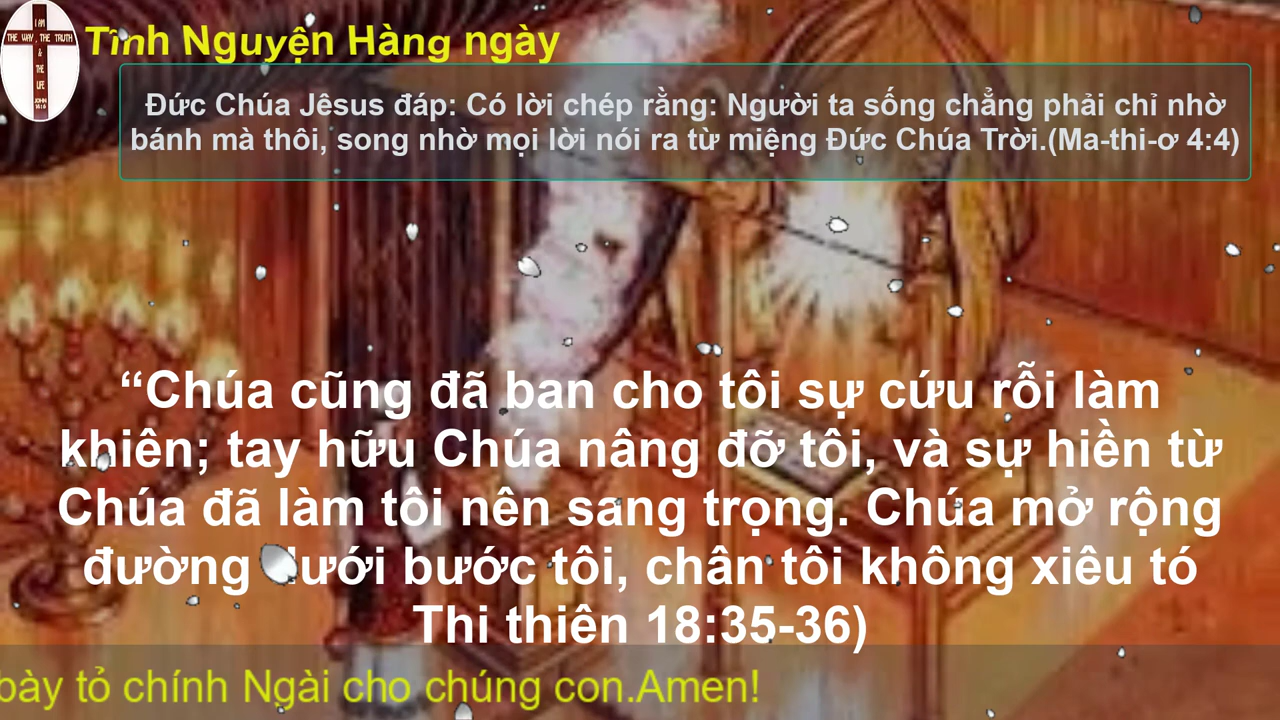 I AM
THE WAY, THE TRUTH
&
THE
LIFE
JOHN
14:6
Tĩnh Nguyện Hàng ngày
Đức Chúa Jêsus đáp: Có lời chép rằng: Người ta sống chẳng phải chỉ nhờ
bánh mà thôi, song nhờ mọi lời nói ra từ miệng Đức Chúa Trời.(Ma-thi-ơ 4:4)
“Chúa cũng đã ban cho tôi sự cứu rỗi làm
khiên; tay hữu Chúa nâng đỡ tôi, và sự hiền từ
Chúa đã làm tôi nên sang trọng. Chúa mở rộng
đường dưới bước tôi, chân tôi không xiêu tó
Thi thiên 18:35-36)
bày tỏ chính Ngài cho chúng con.Amen!